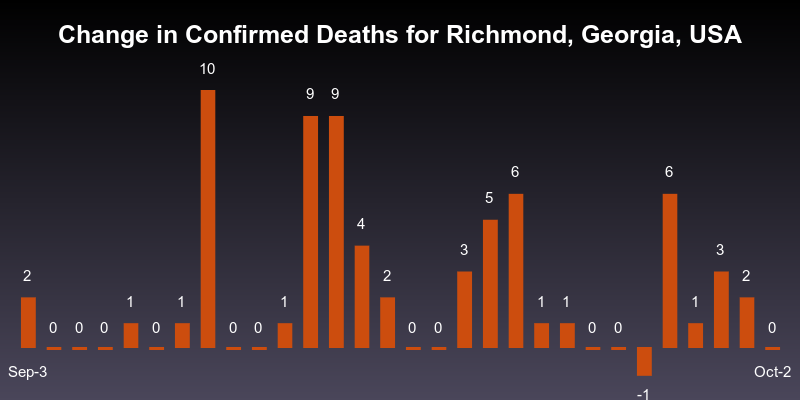 Change in Confirmed Deaths for Richmond, Georgia, USA
2 0 0 0 1 0 1 10 0 0 1 9 9 4 2 0 0 3 5 6 1 1 0 0 -1 6 1 3 2 0
Sep-3 Oct-2